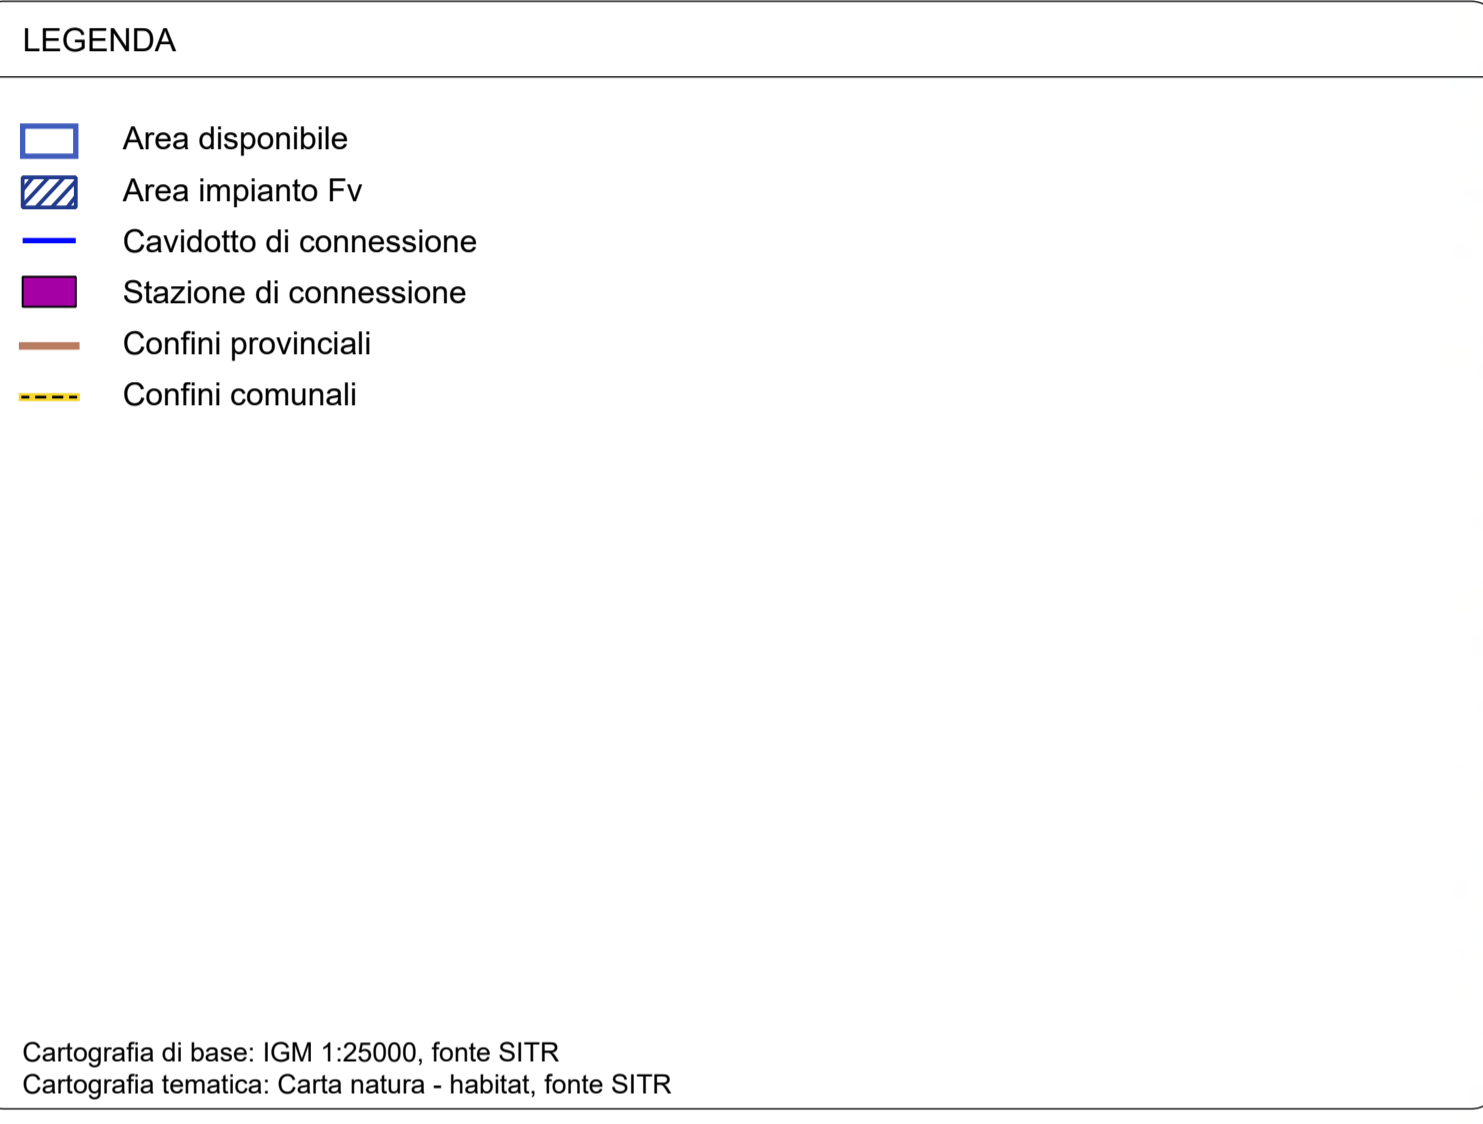 LEGENDA
Area disponibile
Area impianto Fv
Cavidotto di connessione
Stazione di connessione
Confini provinciali
Confini comunali
Cartografia di base: IGM 1:25000, fonte SITR
Cartografia tematica: Carta natura - habitat, fonte SITR